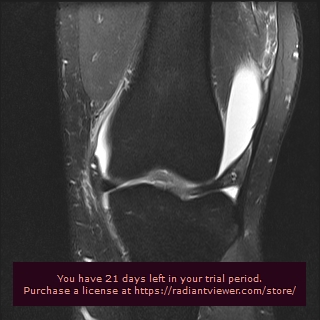 You have 21 days left in your trial period.
Purchase a license at https://radiantviewer.com/store/